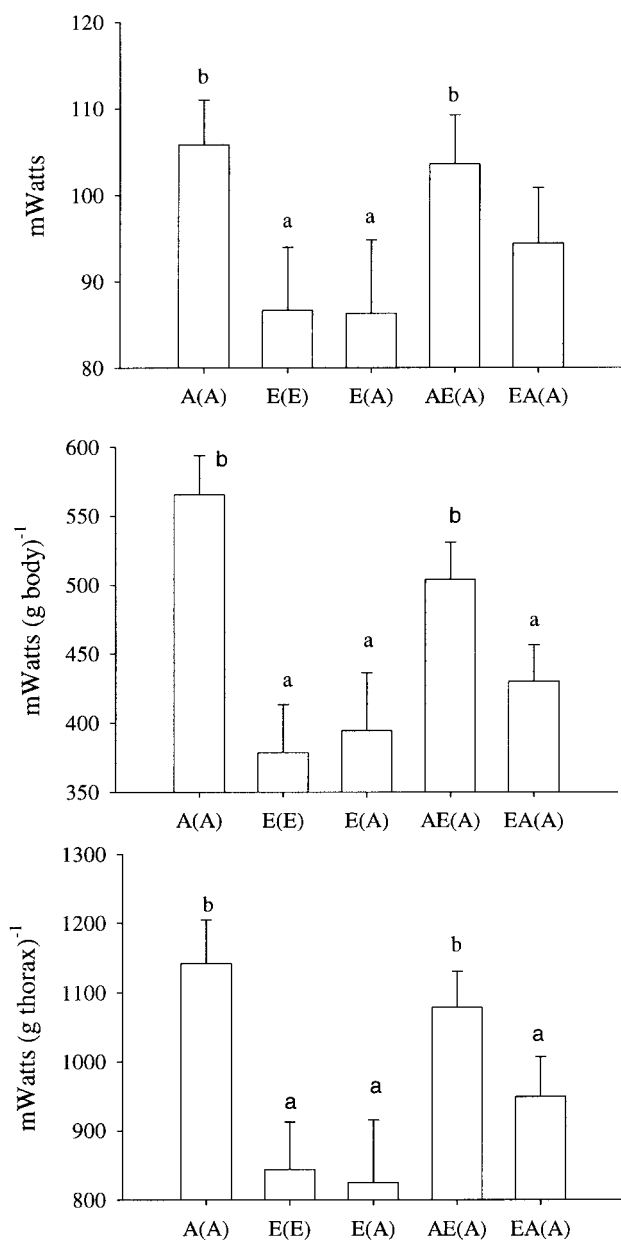 120
b
b
110
mWatts
100
a
a
90
80
A(A) E(E) E(A) AE(A) EA(A)
600
b
550
b
mWatts (g body)⁻¹
500
a
450
a
a
400
350
A(A) E(E) E(A) AE(A) EA(A)
1300
1200
b
b
mWatts (g thorax)⁻¹
1100
a
1000
a
a
900
800
A(A) E(E) E(A) AE(A) EA(A)